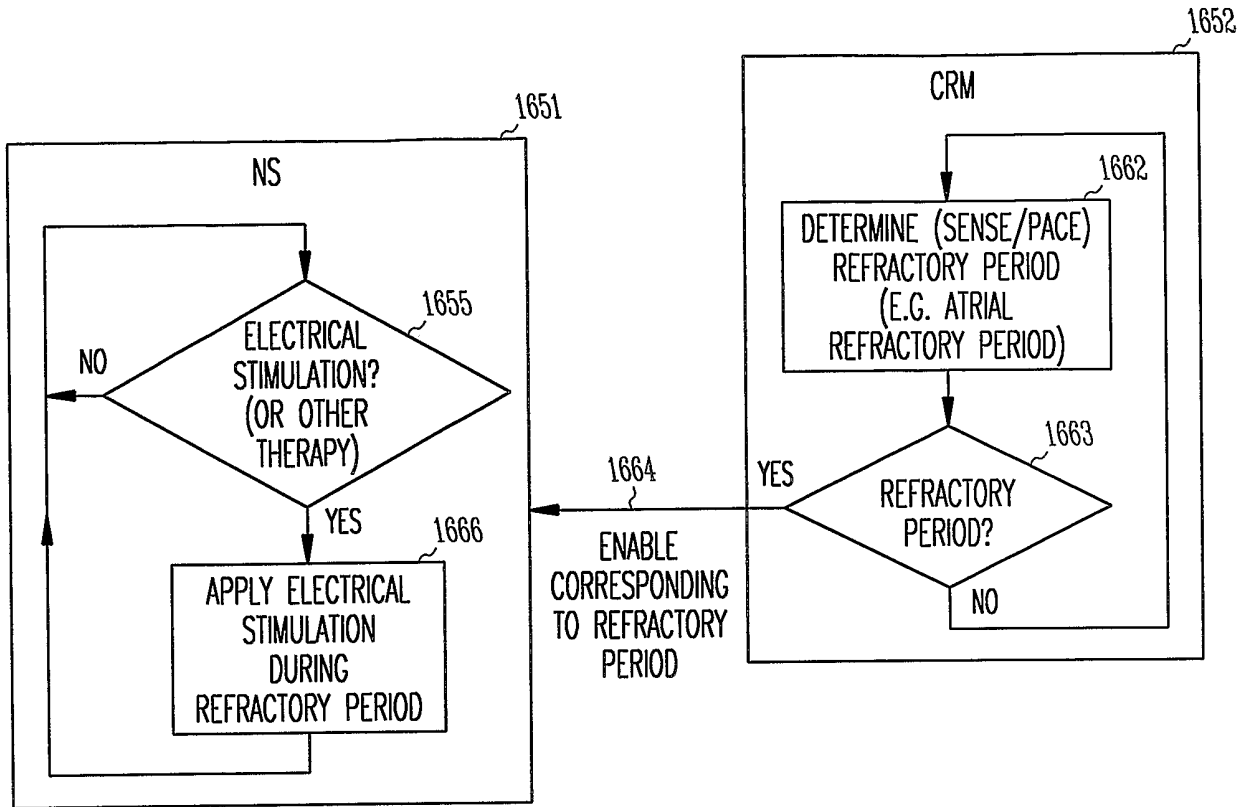 1652
CRM
1651
NS
1662
DETERMINE (SENSE/PACE)
REFRACTORY PERIOD
(E.G. ATRIAL
REFRACTORY PERIOD)
1655
ELECTRICAL
STIMULATION?
(OR OTHER
THERAPY)
NO
YES
1666
APPLY ELECTRICAL
STIMULATION
DURING
REFRACTORY PERIOD
1664
ENABLE
CORRESPONDING
TO REFRACTORY
PERIOD
YES
1663
REFRACTORY
PERIOD?
NO